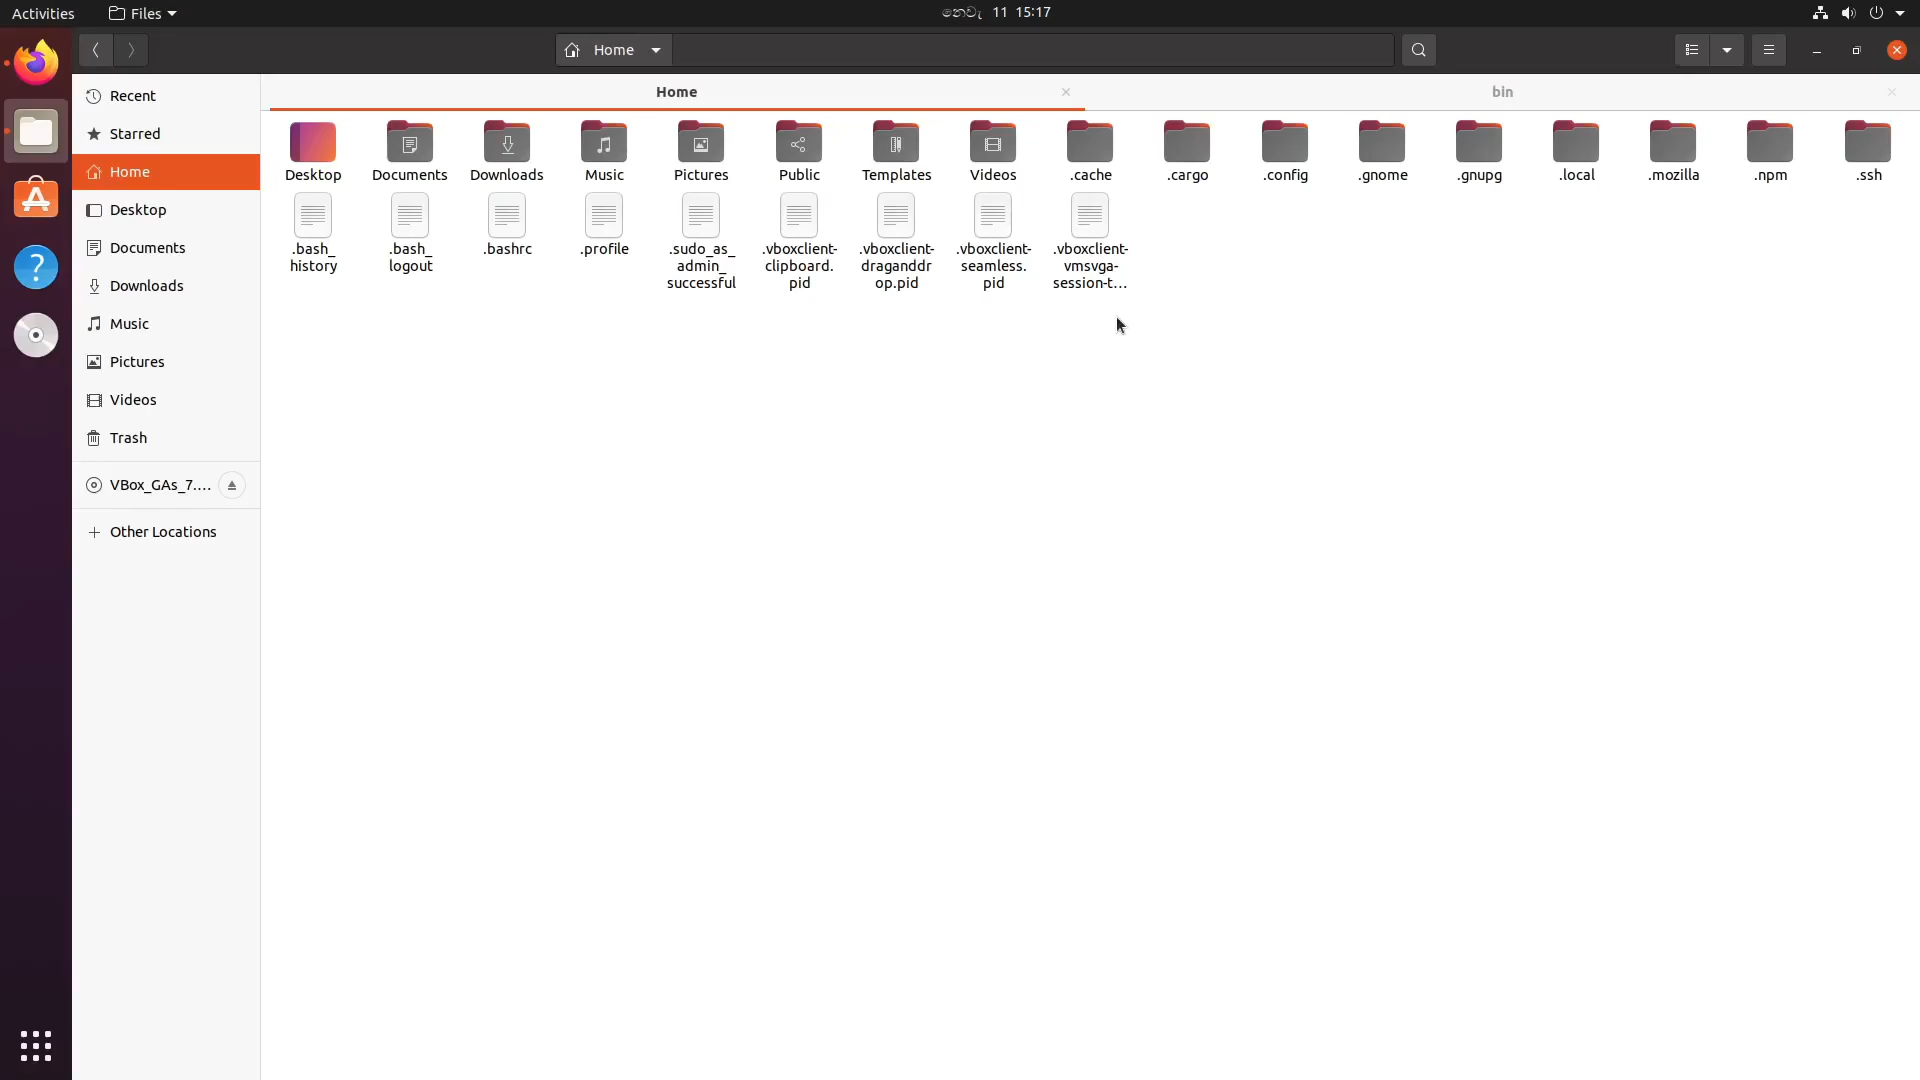 Activities
Files
නොවැ 11 15:17
Home
Home
bin
Recent
Starred
Home
Desktop
Documents
Downloads
Music
Pictures
Videos
Trash
VBox_GAs_7....
Other Locations
Desktop
Documents
Downloads
Music
Pictures
Public
Templates
Videos
.cache
.cargo
.config
.gnome
.gnupg
.local
.mozilla
.npm
.ssh
.bash_
history
.bash_
logout
.bashrc
.profile
.sudo_as_
admin_
successful
.vboxclient-
clipboard.
pid
.vboxclient-
draganddr
op.pid
.vboxclient-
seamless.
pid
.vboxclient-
vmsvga-
session-t...